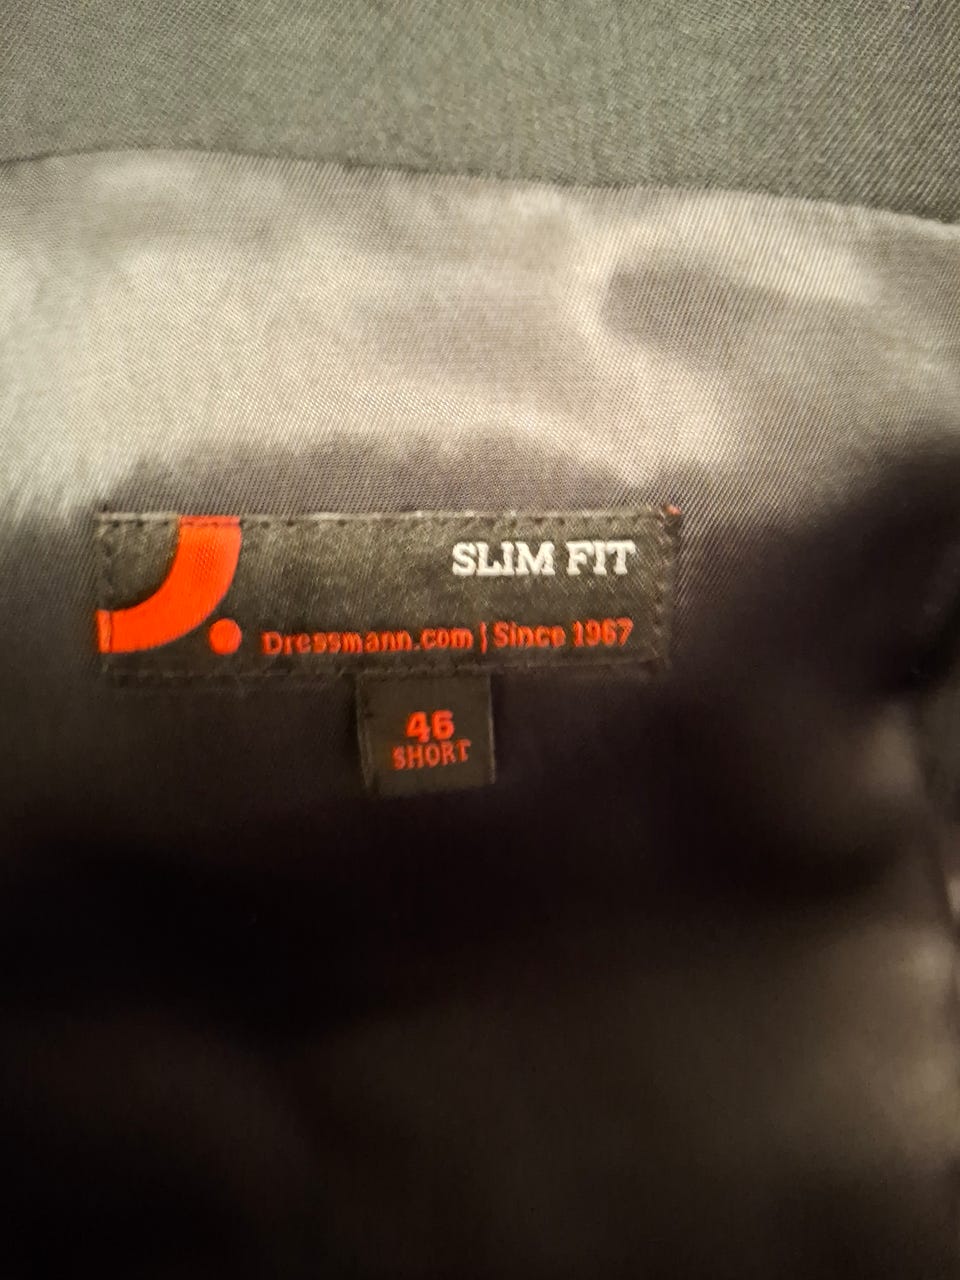 SLIM FIT
Dressmann.com | Since 1967
46
SHORT